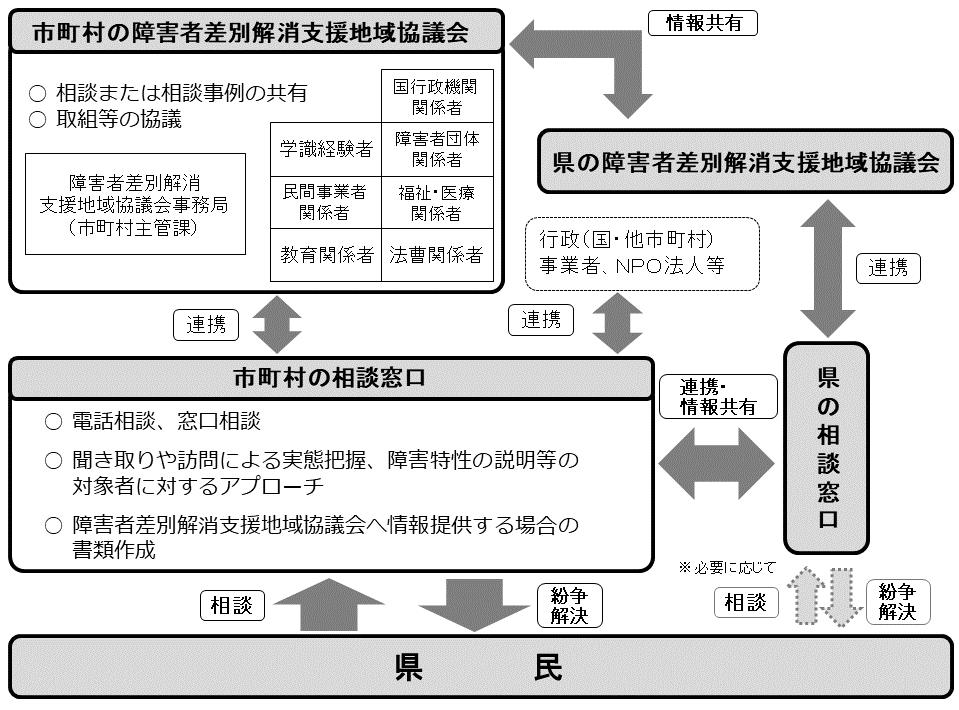 市町村の障害者差別解消支援地域協議会
○ 相談または相談事例の共有
○ 取組等の協議
障害者差別解消
支援地域協議会事務局
（市町村主管課）
国行政機関
関係者
学識経験者
障害者団体
関係者
民間事業者
関係者
福祉・医療
関係者
教育関係者
法曹関係者
情報共有
県の障害者差別解消支援地域協議会
行政（国・他市町村）
事業者、NPO法人等
連携
連携
連携
市町村の相談窓口
○ 電話相談、窓口相談
○ 聞き取りや訪問による実態把握、障害特性の説明等の
対象者に対するアプローチ
○ 障害者差別解消支援地域協議会へ情報提供する場合の
書類作成
連携・
情報共有
県の相談窓口
※必要に応じて
相談
紛争
解決
相談
紛争
解決
県 民